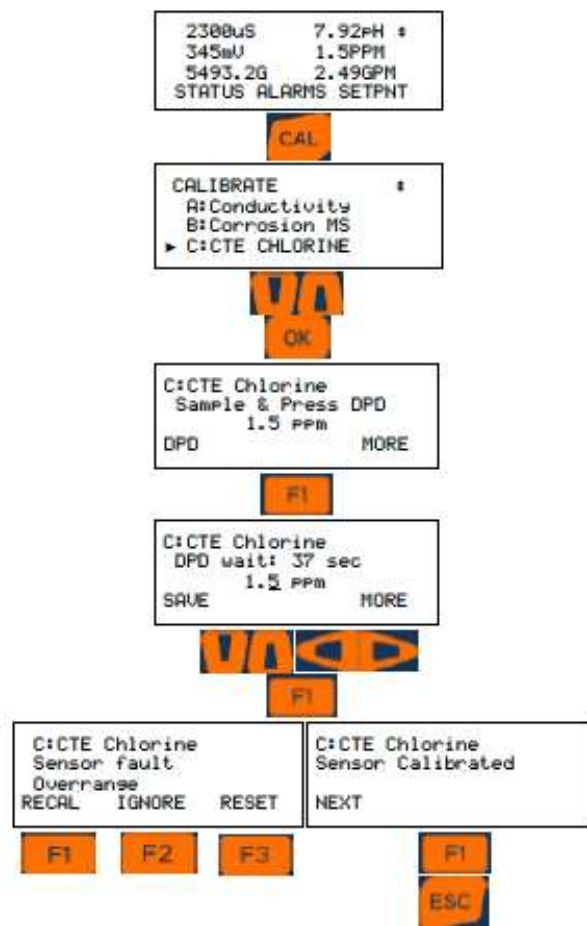 2300uS 7.92pH
345mV 1.5PPM
5493.2G 2.49GPM
STATUS ALARMS SETPNT
CAL
CALIBRATE
A:Conductivity
B:Corrosion MS
► C:CTE CHLORINE
OK
C:CTE Chlorine
Sample & Press DPD
1.5 ppm
DPD MORE
F1
C:CTE Chlorine
DPD wait: 37 sec
1.5 ppm
SAVE MORE
F1
C:CTE Chlorine
Sensor fault
Overrange
RECAL IGNORE RESET
F1 F2 F3
C:CTE Chlorine
Sensor Calibrated
NEXT
F1
ESC